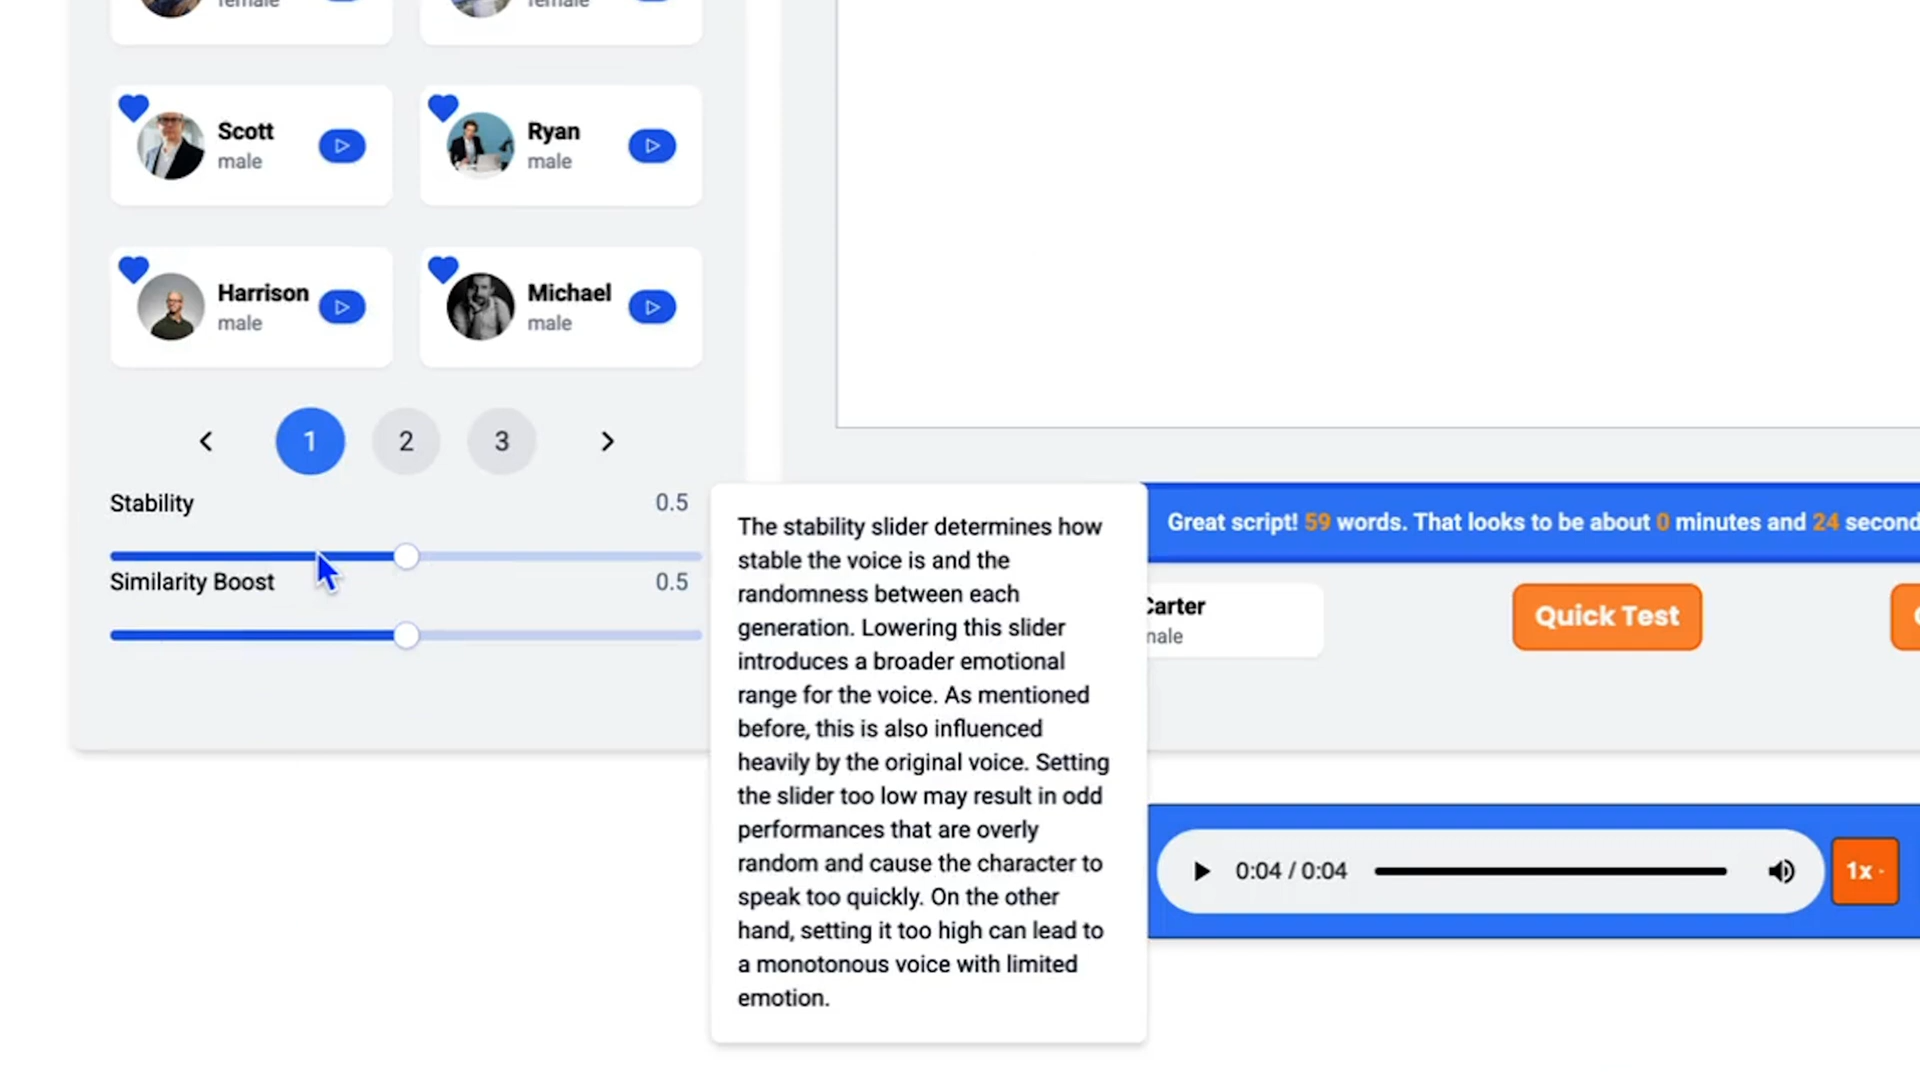 female
female
Scott
male
Ryan
male
Harrison
male
Michael
male
1
2
3
Stability
0.5
Similarity Boost
0.5
The stability slider determines how
stable the voice is and the
randomness between each
generation. Lowering this slider
introduces a broader emotional
range for the voice. As mentioned
before, this is also influenced
heavily by the original voice. Setting
the slider too low may result in odd
performances that are overly
random and cause the character to
speak too quickly. On the other
hand, setting it too high can lead to
a monotonous voice with limited
emotion.
Great script! 59 words. That looks to be about 0 minutes and 24 second
Carter
male
Quick Test
0:04 / 0:04
1x